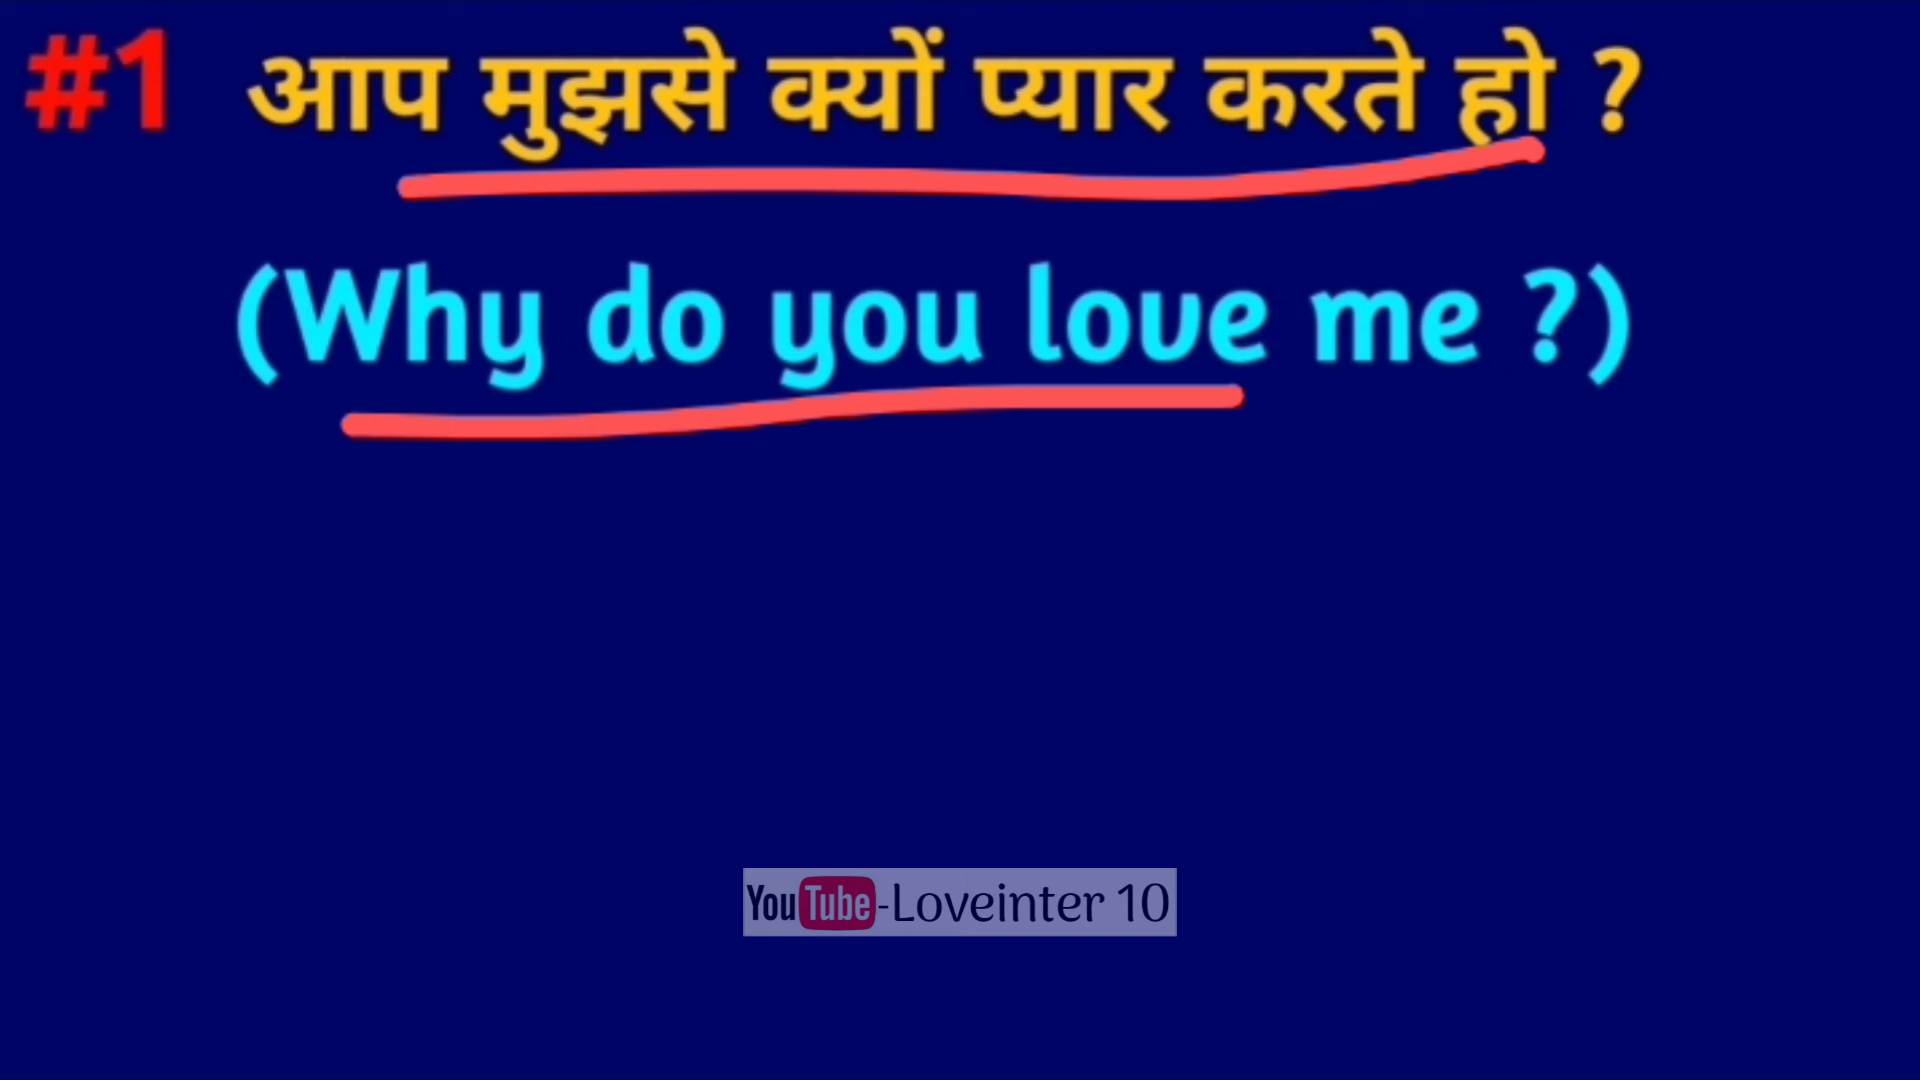 #1 आप मुझसे क्यों प्यार करते हो ?
(Why do you love me ?)
YouTube-Loveinter 10